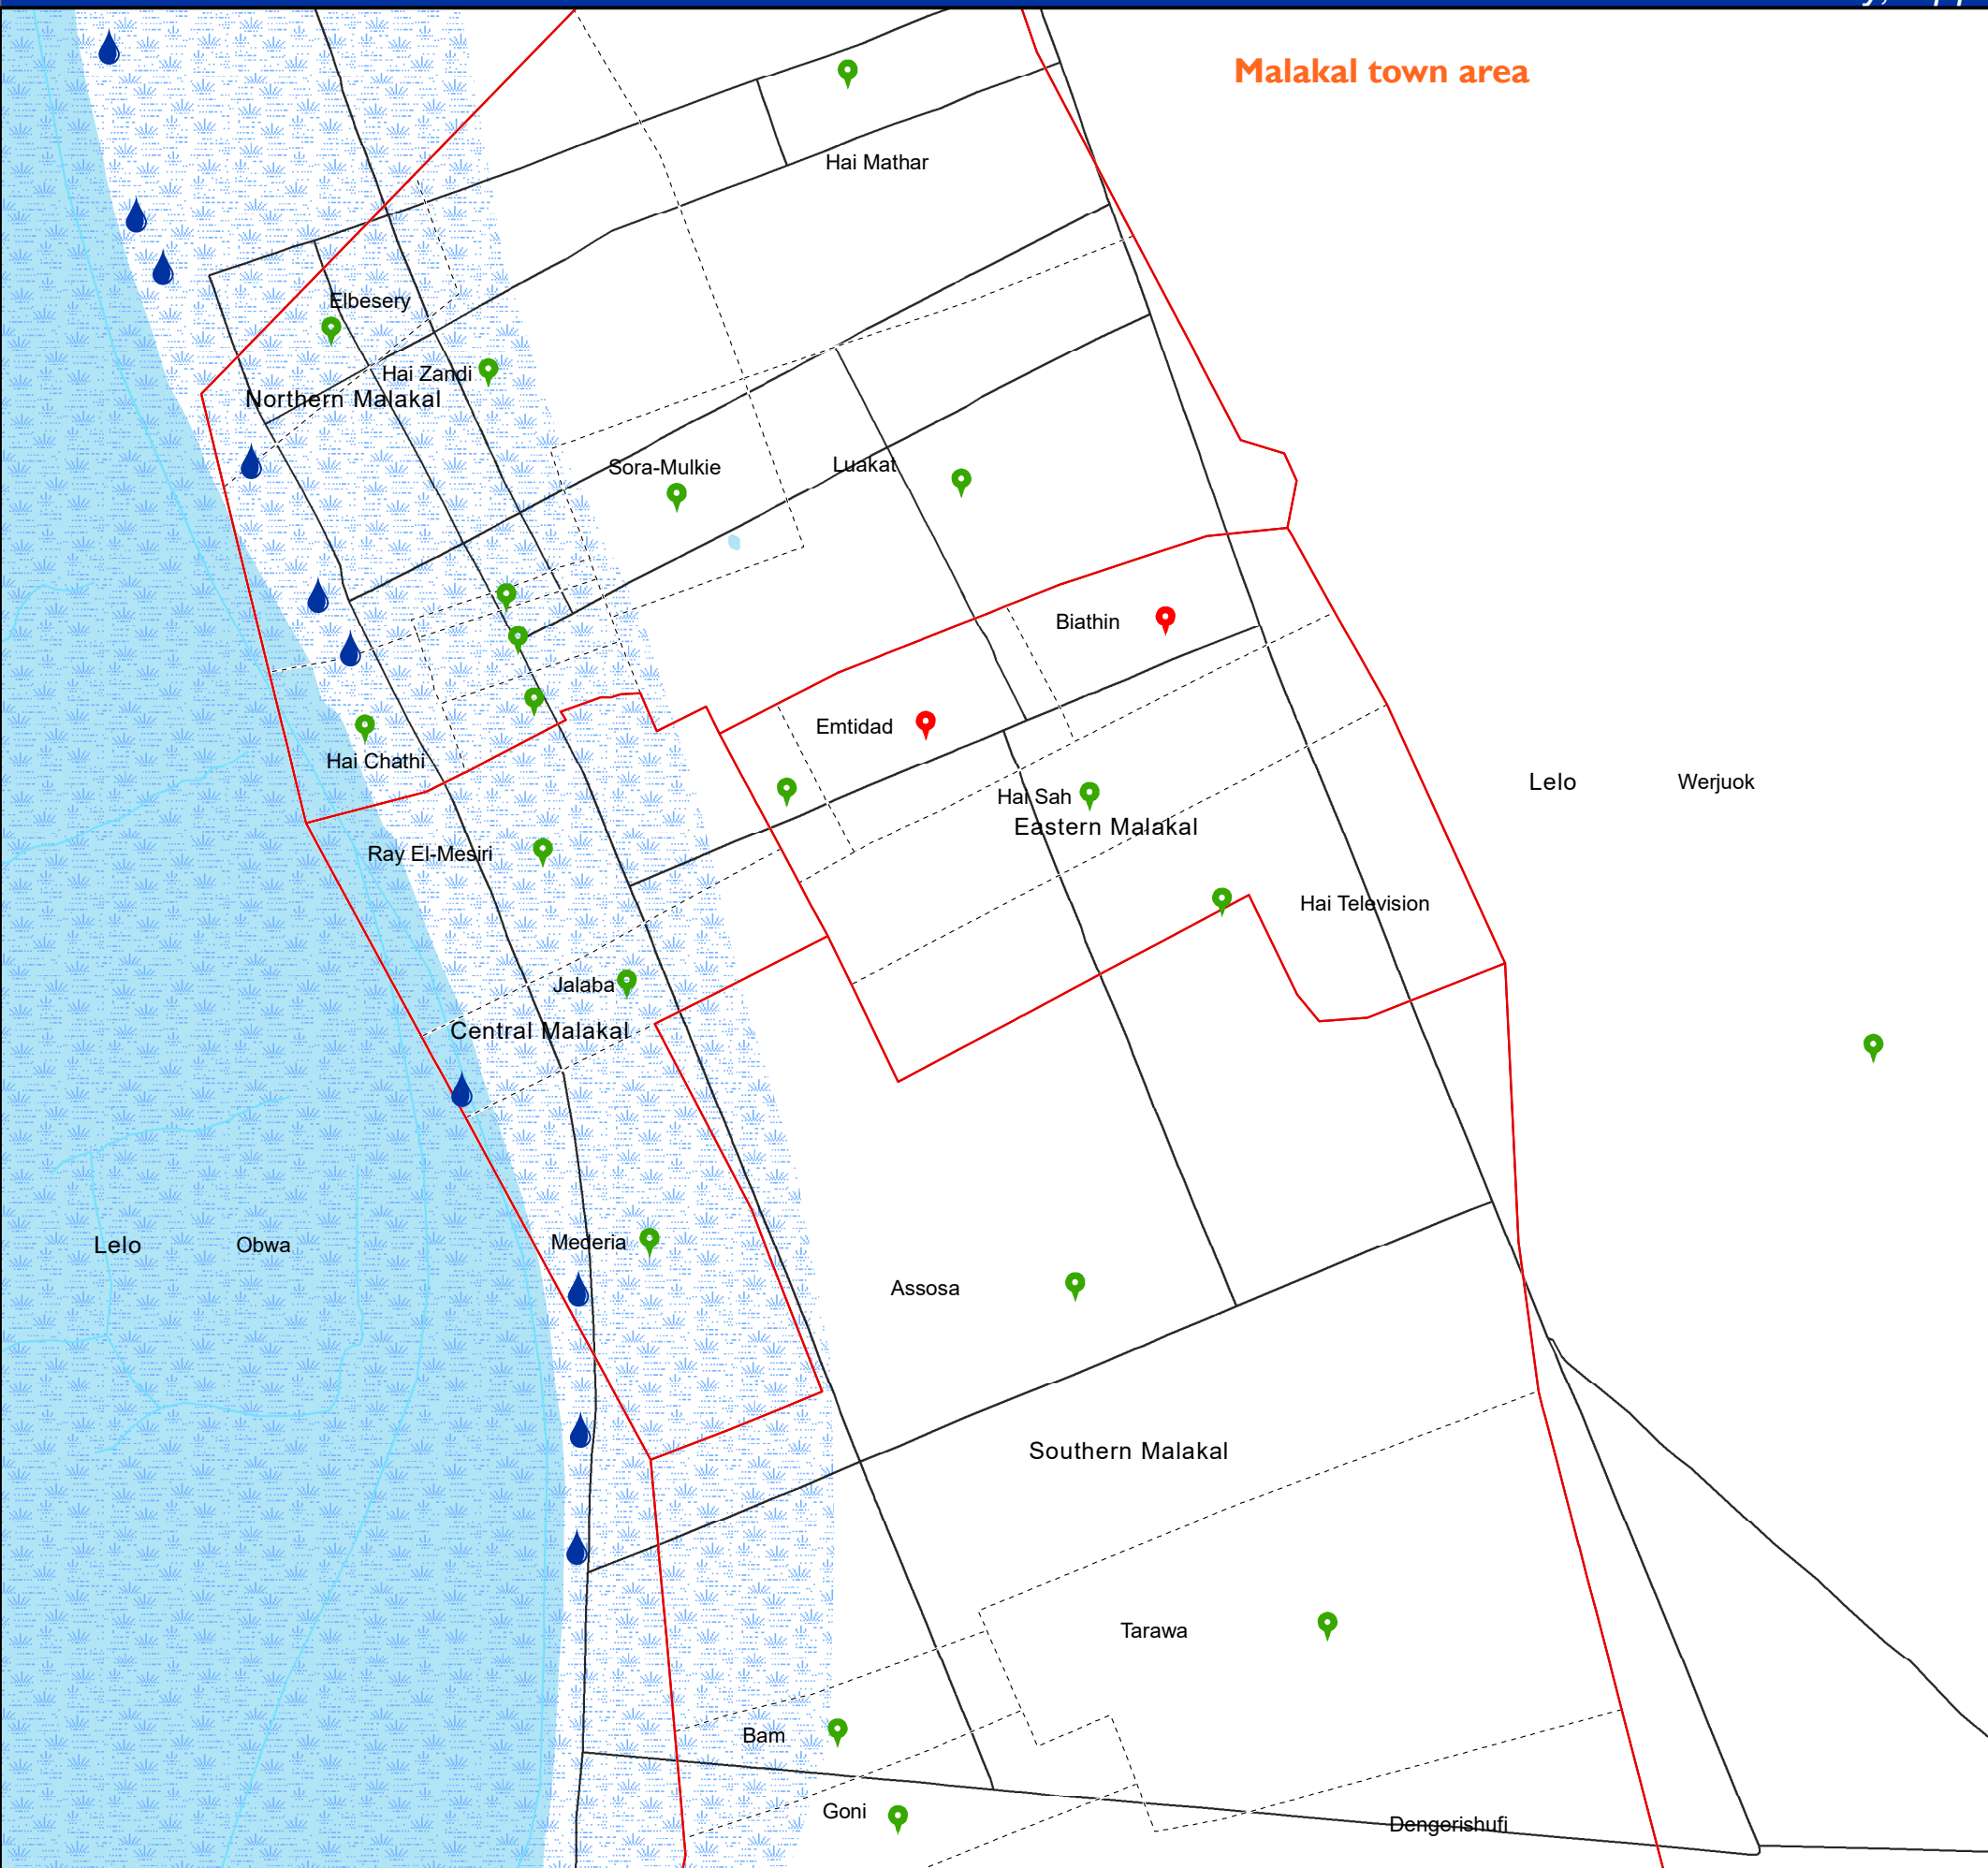 Malakal town area
Hai Mathar
Elbesery
Hai Zandi
Northern Malakal
Sora-Mulkie
Luakat
Biathin
Emtidad
Hai Chathi
Hai Sah
Eastern Malakal
Lelo
Werjuok
Ray El-Mesiri
Hai Television
Jalaba
Central Malakal
Lelo
Obwa
Mederia
Assosa
Southern Malakal
Tarawa
Bam
Goni
Dengerishufi